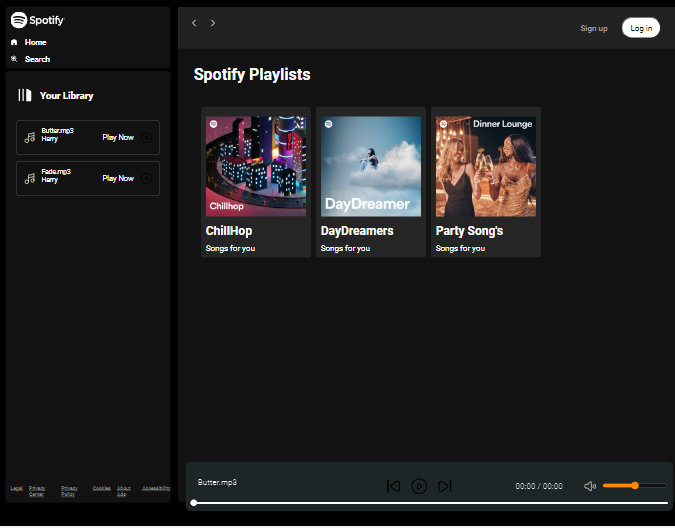 Spotify
Home
Search
Your Library
Butter.mp3
Harry
Play Now
Fade.mp3
Harry
Play Now
Legal
Privacy
Center
Privacy
Policy
Cookies
About
Ads
Accessibility
Sign up
Log in
Spotify Playlists
Chillhop
ChillHop
Songs for you
DayDreamer
DayDreamers
Songs for you
Dinner Lounge
Party Song's
Songs for you
Butter.mp3
00:00 / 00:00